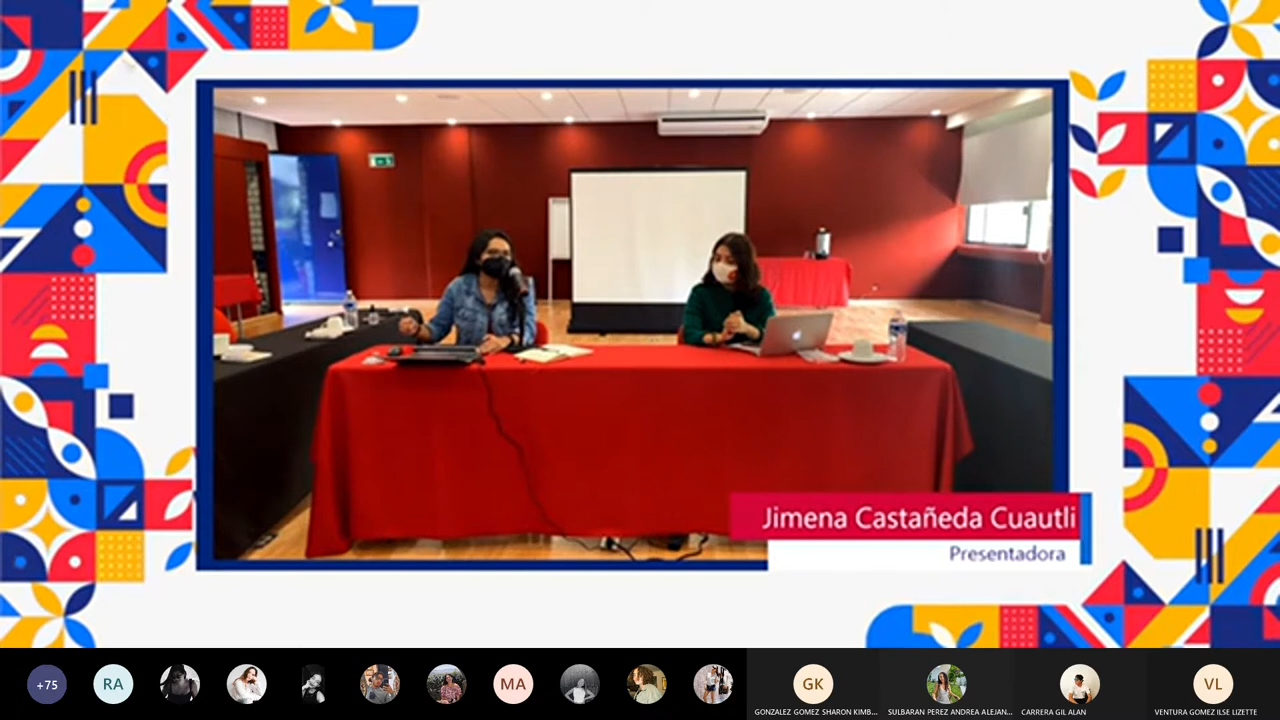 Jimena Castañeda Cuautli
Presentadora
+75
RA
MA
GK
GONZALEZ GOMEZ SHARON KIMB...
SULBARAN PEREZ ANDREA ALEJAN...
CARRERA GIL ALAN
VL
VENTURA GOMEZ ILSE LIZETTE